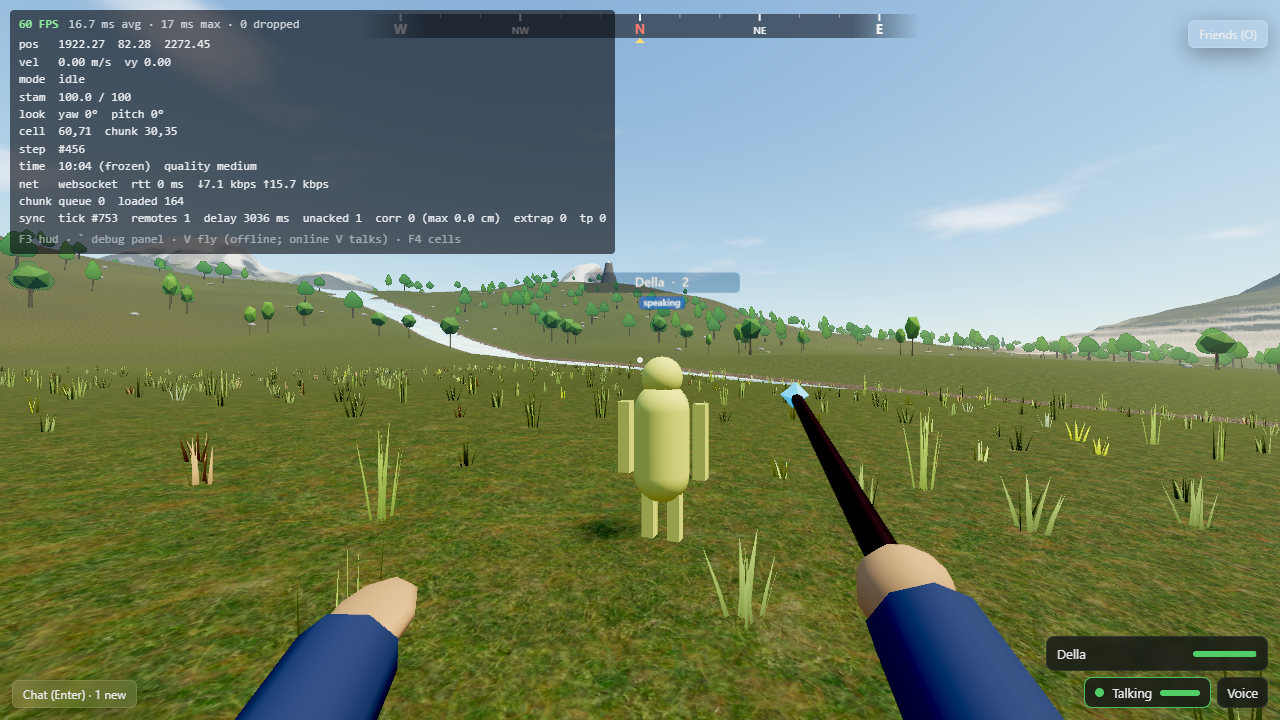 60 FPS 16.7 ms avg · 17 ms max · 0 dropped
pos 1922.27 82.28 2272.45
vel 0.00 m/s vy 0.00
mode idle
stam 100.0 / 100
look yaw 0° pitch 0°
cell 60,71 chunk 30,35
step #456
time 10:04 (frozen) quality medium
net websocket rtt 0 ms ↓7.1 kbps ↑15.7 kbps
chunk queue 0 loaded 164
sync tick #753 remotes 1 delay 3036 ms unacked 1 corr 0 (max 0.0 cm) extrap 0 tp 0
F3 hud · ` debug panel · V fly (offline; online V talks) · F4 cells
W NW N NE E
Friends (O)
Della · 2
speaking
Della
Talking
Voice
Chat (Enter) · 1 new